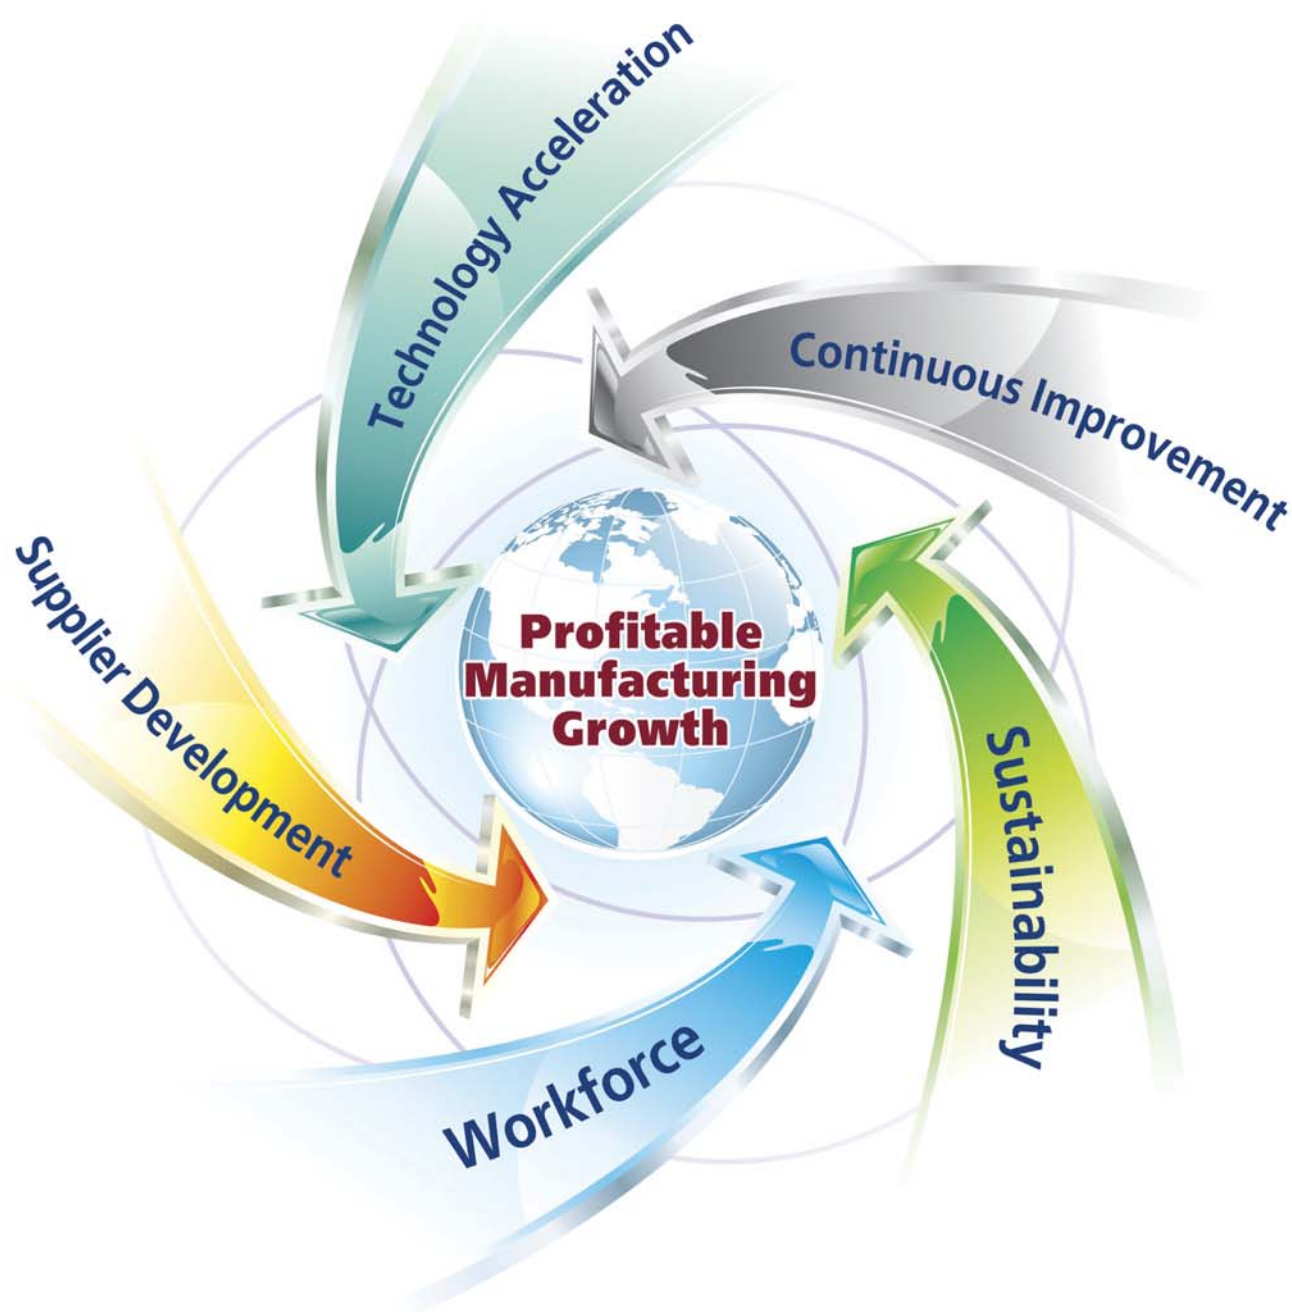 Technology Acceleration
Continuous Improvement
Supplier Development
Profitable
Manufacturing
Growth
Sustainability
Workforce